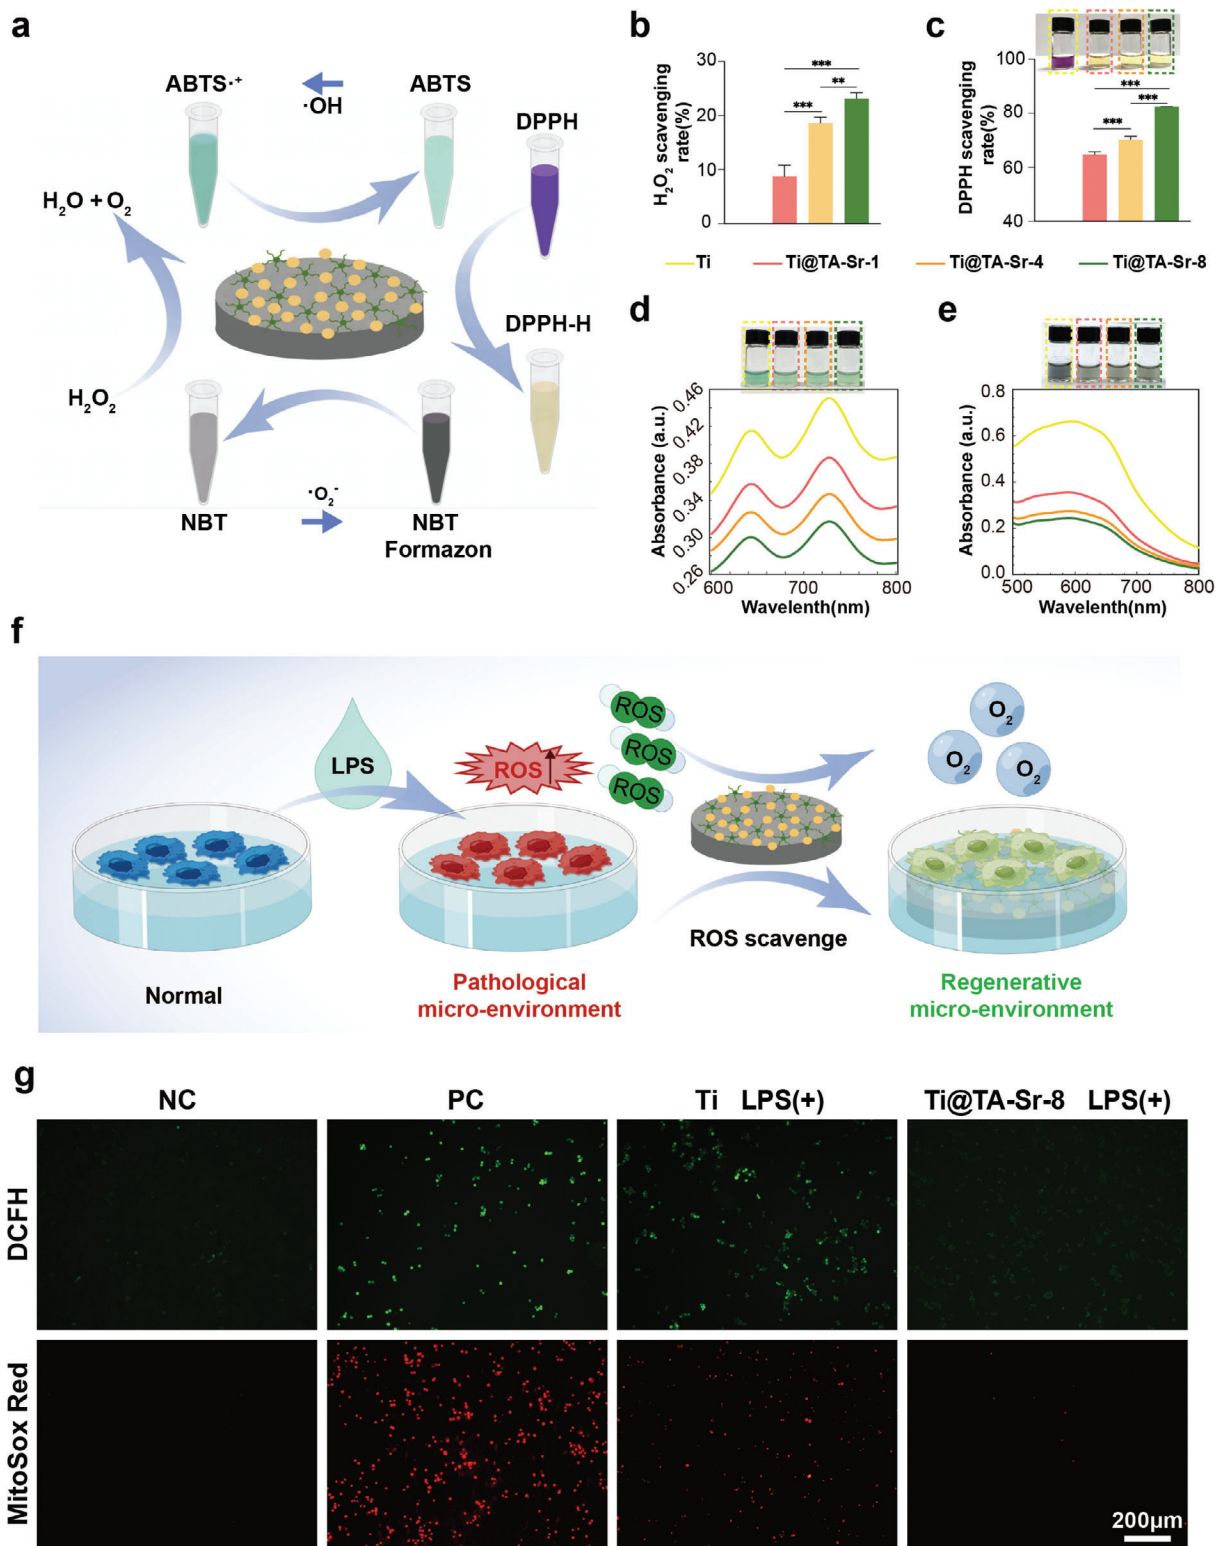 a
ABTS·⁺
·OH
ABTS
DPPH
H₂O + O₂
DPPH-H
H₂O₂
NBT
·O₂⁻
NBT
Formazon
b
H₂O₂ scavenging
rate(%)
30
20
10
0
***
***
**
c
DPPH scavenging
rate(%)
100
80
60
40
***
***
***
Ti
Ti@TA-Sr-1
Ti@TA-Sr-4
Ti@TA-Sr-8
d
Absorbance (a.u.)
0.46
0.42
0.38
0.34
0.30
0.26
600
700
800
Wavelenth(nm)
e
Absorbance (a.u.)
0.8
0.6
0.4
0.2
0.0
500
600
700
800
Wavelenth(nm)
f
LPS
ROS
ROS
ROS
ROS
O₂
O₂
O₂
ROS scavenge
Normal
Pathological
micro-environment
Regenerative
micro-environment
g
NC
PC
Ti LPS(+)
Ti@TA-Sr-8 LPS(+)
DCFH
MitoSox Red
200μm